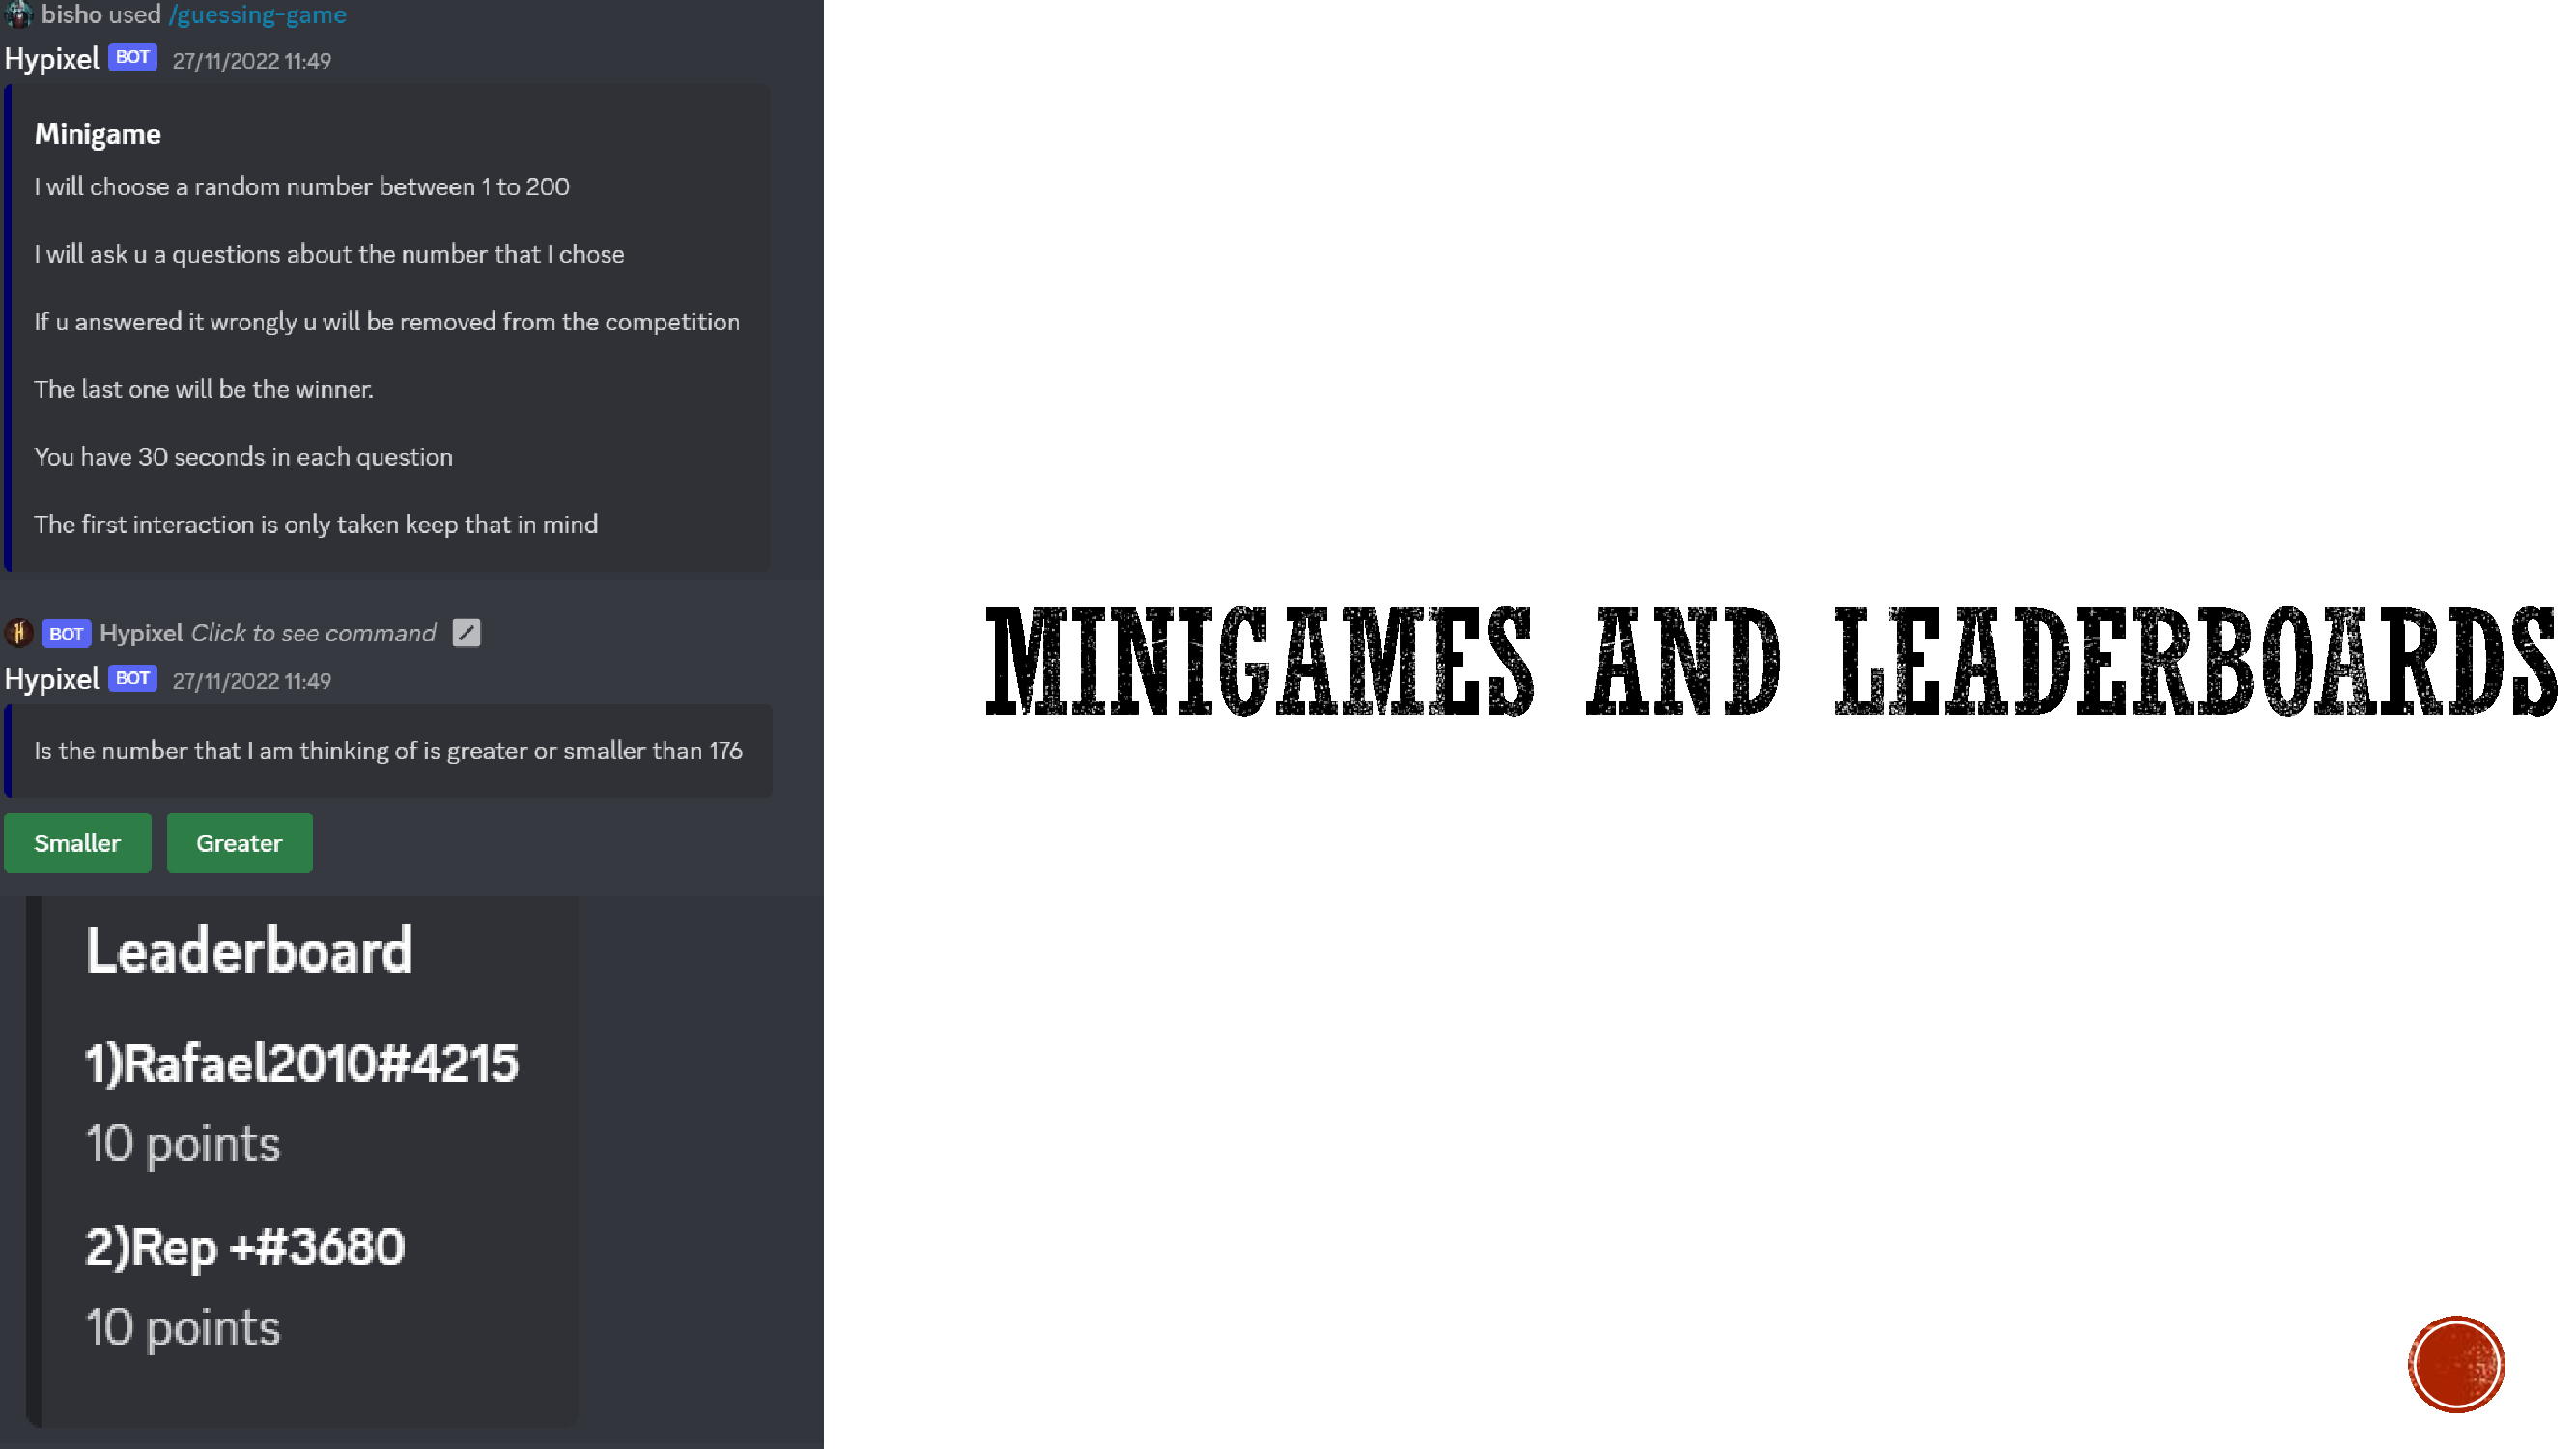 bisho used /guessing-game
Hypixel BOT 27/11/2022 11:49
Minigame
I will choose a random number between 1 to 200
I will ask u a questions about the number that I chose
If u answered it wrongly u will be removed from the competition
The last one will be the winner.
You have 30 seconds in each question
The first interaction is only taken keep that in mind
BOT Hypixel Click to see command
Hypixel BOT 27/11/2022 11:49
Is the number that I am thinking of is greater or smaller than 176
Smaller Greater
Leaderboard
1)Rafael2010#4215
10 points
2)Rep +#3680
10 points
MINIGAMES AND LEADERBOARDS